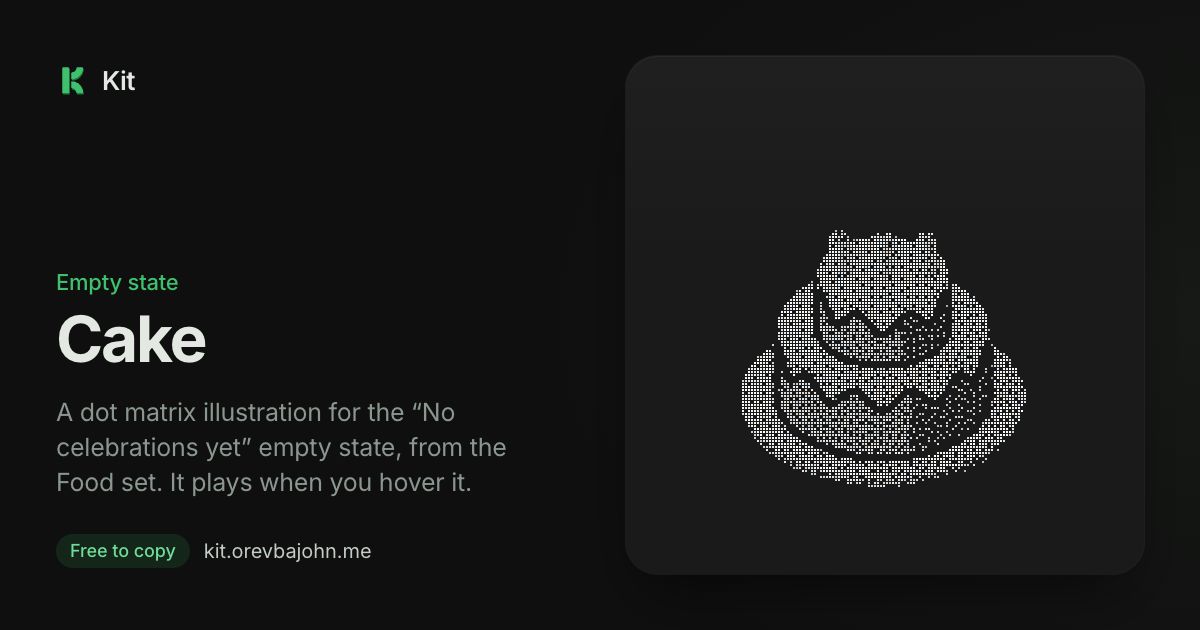 Kit
Empty state
Cake
A dot matrix illustration for the “No
celebrations yet” empty state, from the
Food set. It plays when you hover it.
Free to copy
kit.orevbajohn.me